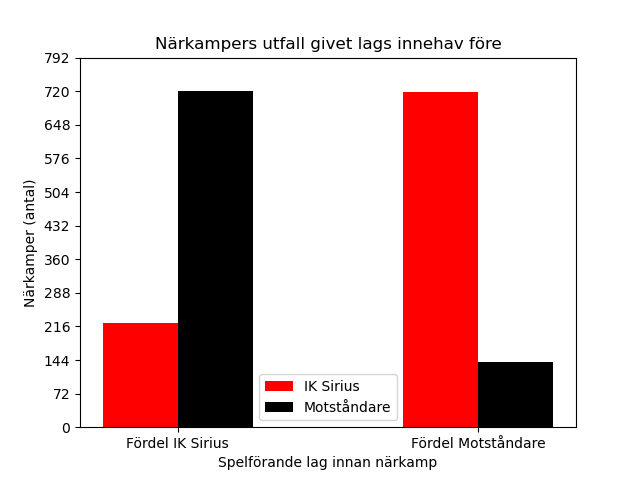 Närkampers utfall givet lags innehav före
792
720
648
576
504
432
360
288
216
144
72
0
Närkamper (antal)
IK Sirius
Motståndare
Fördel IK Sirius
Fördel Motståndare
Spelförande lag innan närkamp